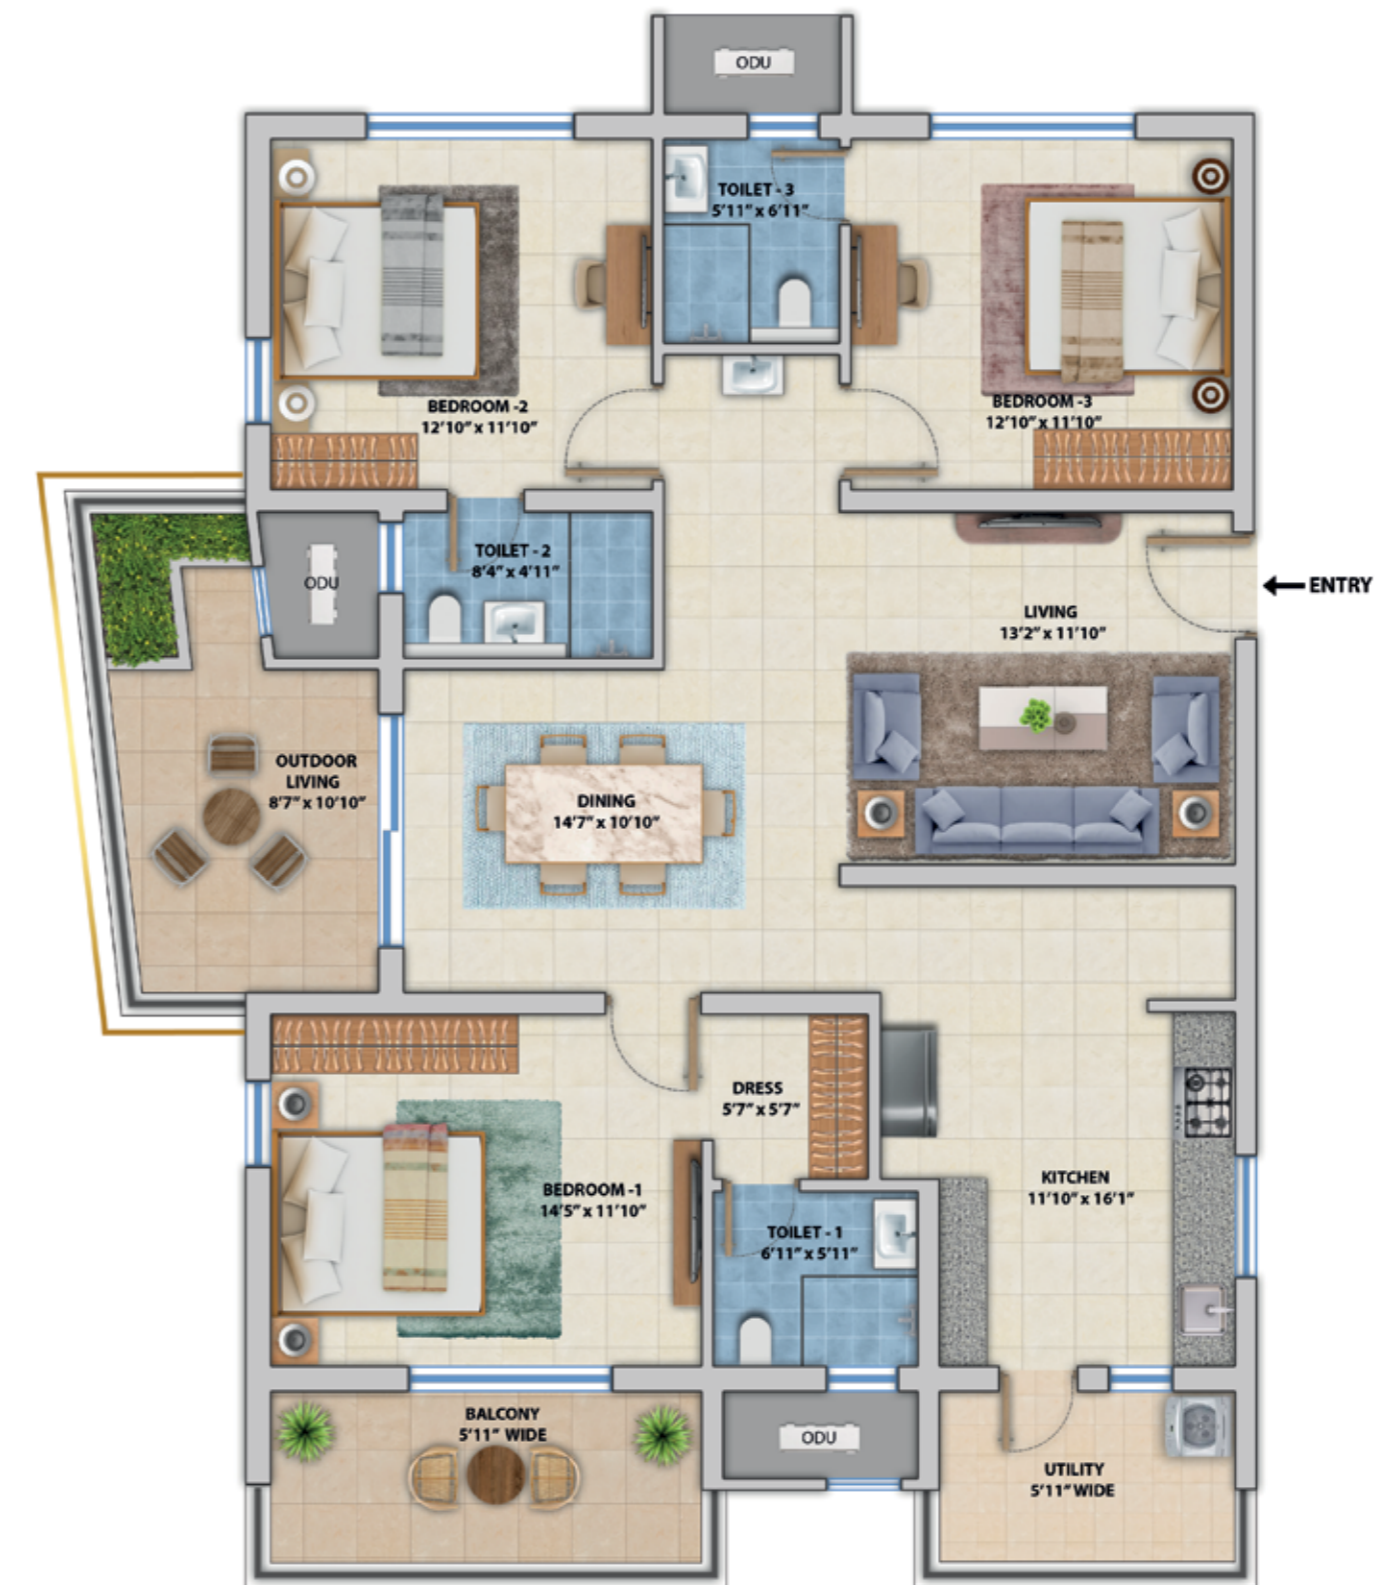 ODU
TOILET - 3
5'11" x 6'11"
BEDROOM -2
12'10" x 11'10"
BEDROOM -3
12'10" x 11'10"
TOILET - 2
8'4" x 4'11"
ODU
ENTRY
LIVING
13'2" x 11'10"
OUTDOOR
LIVING
8'7" x 10'10"
DINING
14'7" x 10'10"
DRESS
5'7" x 5'7"
KITCHEN
11'10" x 16'1"
BEDROOM -1
14'5" x 11'10"
TOILET - 1
6'11" x 5'11"
BALCONY
5'11" WIDE
ODU
UTILITY
5'11" WIDE